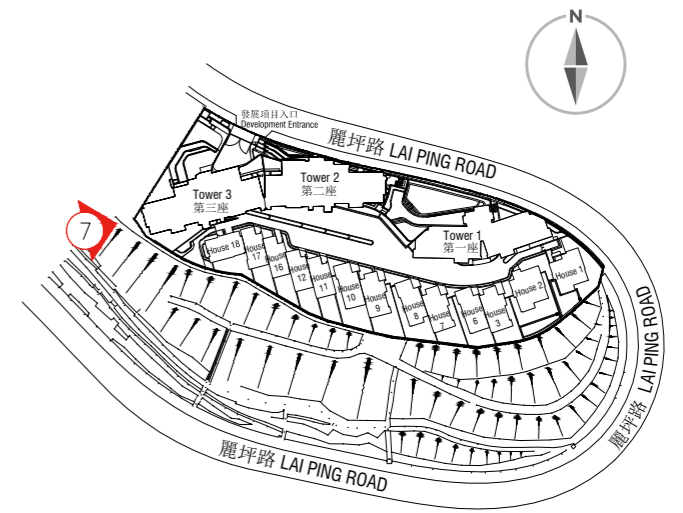 N
發展項目入口
Development Entrance
麗坪路 LAI PING ROAD
Tower 2
第二座
Tower 3
第三座
Tower 1
第一座
7
House 18
House
17
House
16
House
12
House
11
House
10
House
9
House
8
House
7
House
6
House
3
House 2
House 1
麗坪路 LAI PING ROAD
麗坪路 LAI PING ROAD